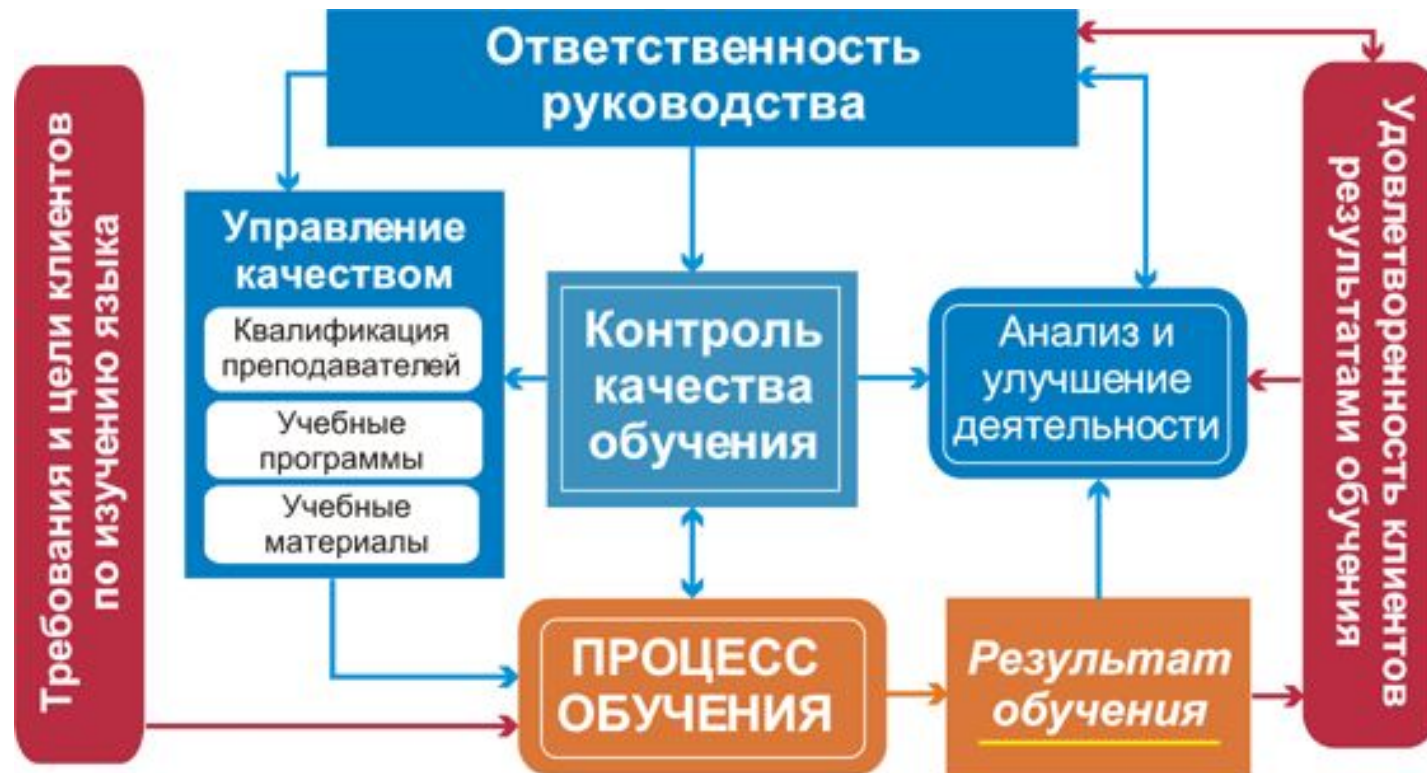 Ответственность
руководства
Требования и цели клиентов
по изучению языка
Управление
качеством
Квалификация
преподавателей
Учебные
программы
Учебные
материалы
Контроль
качества
обучения
Анализ и
улучшение
деятельности
Удовлетворенность клиентов
результатами обучения
ПРОЦЕСС
ОБУЧЕНИЯ
Результат
обучения